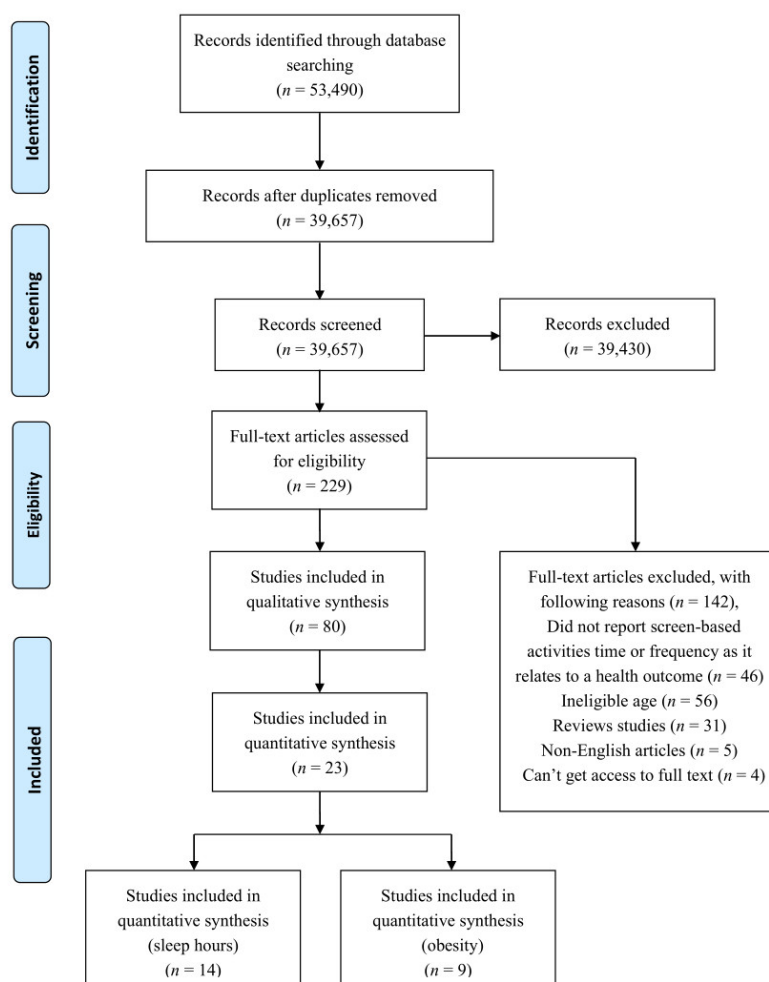 Identification
Records identified through database
searching
(n = 53,490)
Records after duplicates removed
(n = 39,657)
Screening
Records screened
(n = 39,657)
Records excluded
(n = 39,430)
Eligibility
Full-text articles assessed
for eligibility
(n = 229)
Full-text articles excluded, with
following reasons (n = 142),
Did not report screen-based
activities time or frequency as it
relates to a health outcome (n = 46)
Ineligible age (n = 56)
Reviews studies (n = 31)
Non-English articles (n = 5)
Can't get access to full text (n = 4)
Studies included in
qualitative synthesis
(n = 80)
Included
Studies included in
quantitative synthesis
(n = 23)
Studies included in
quantitative synthesis
(sleep hours)
(n = 14)
Studies included in
quantitative synthesis
(obesity)
(n = 9)